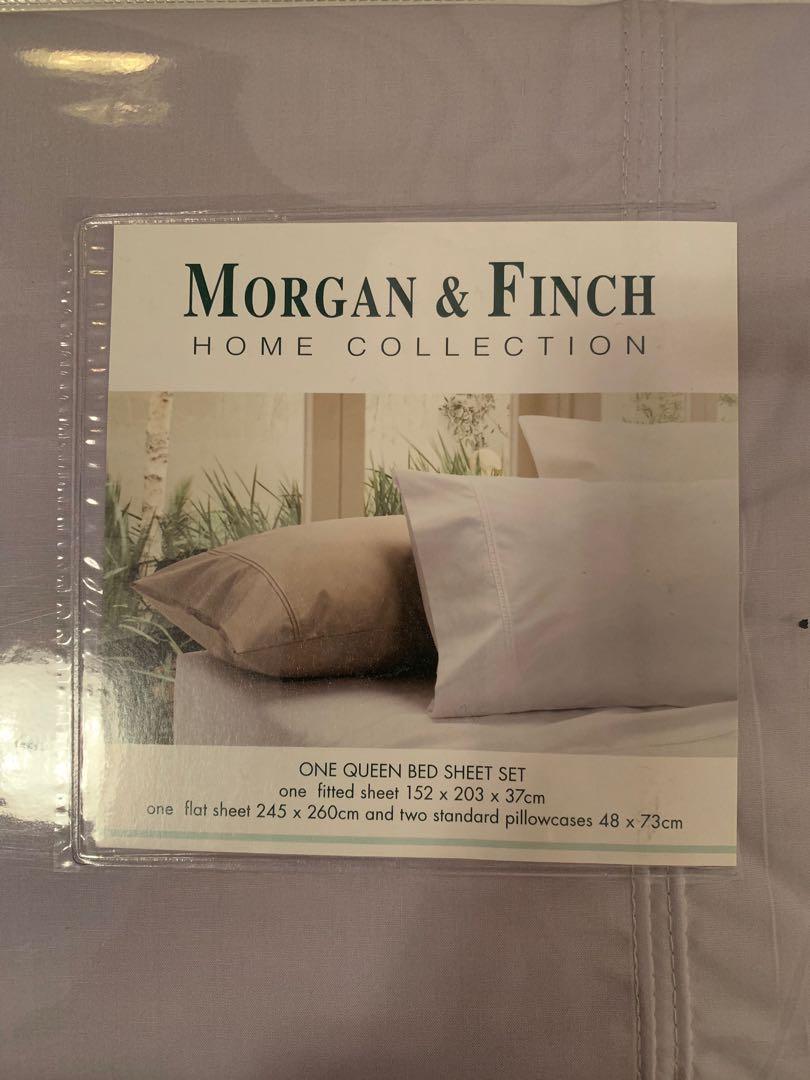 MORGAN & FINCH
HOME COLLECTION
ONE QUEEN BED SHEET SET
one fitted sheet 152 x 203 x 37cm
one flat sheet 245 x 260cm and two standard pillowcases 48 x 73cm